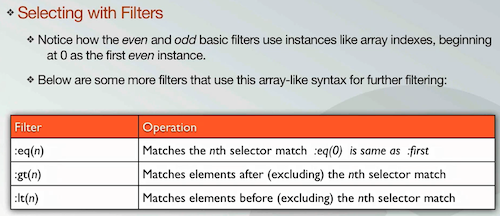 Selecting with Filters
Notice how the even and odd basic filters use instances like array indexes, beginning
at 0 as the first even instance.
Below are some more filters that use this array-like syntax for further filtering:
Filter Operation
:eq(n) Matches the nth selector match :eq(0) is same as :first
:gt(n) Matches elements after (excluding) the nth selector match
:lt(n) Matches elements before (excluding) the nth selector match